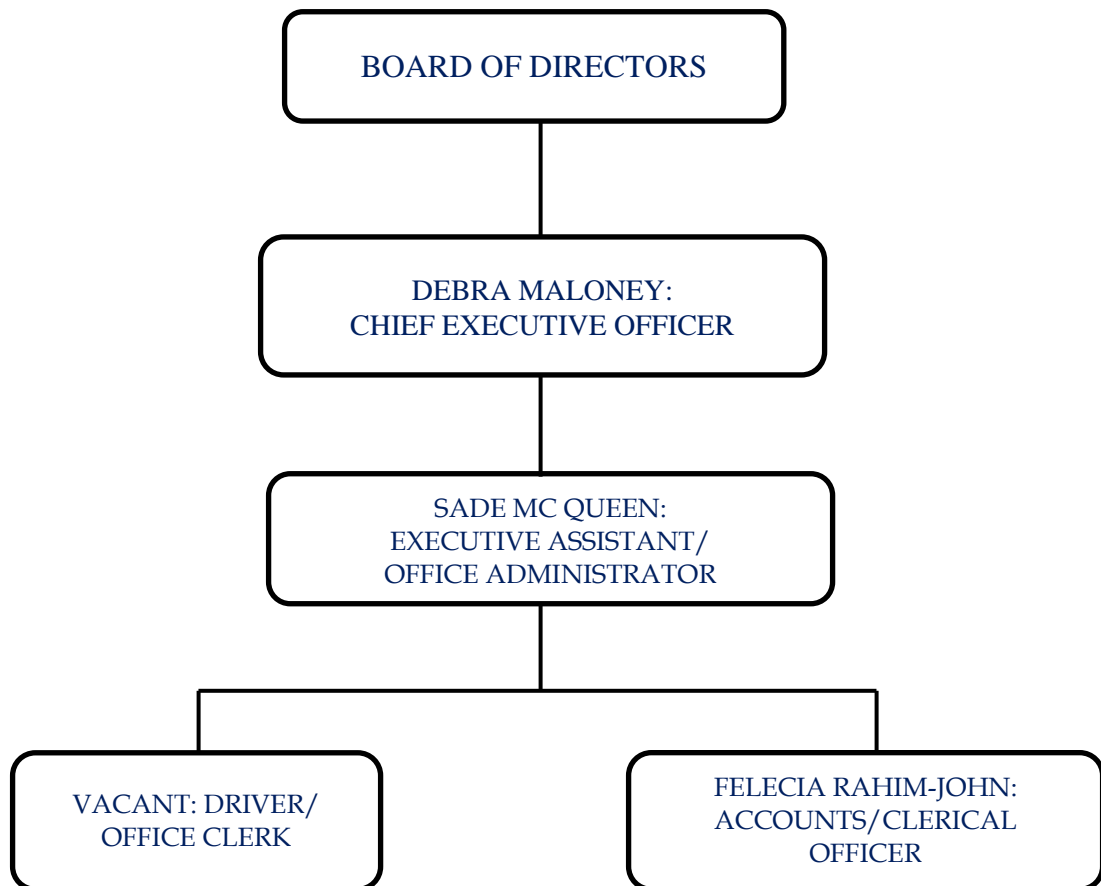 BOARD OF DIRECTORS
DEBRA MALONEY:
CHIEF EXECUTIVE OFFICER
SADE MC QUEEN:
EXECUTIVE ASSISTANT/
OFFICE ADMINISTRATOR
VACANT: DRIVER/
OFFICE CLERK
FELECIA RAHIM-JOHN:
ACCOUNTS/CLERICAL
OFFICER